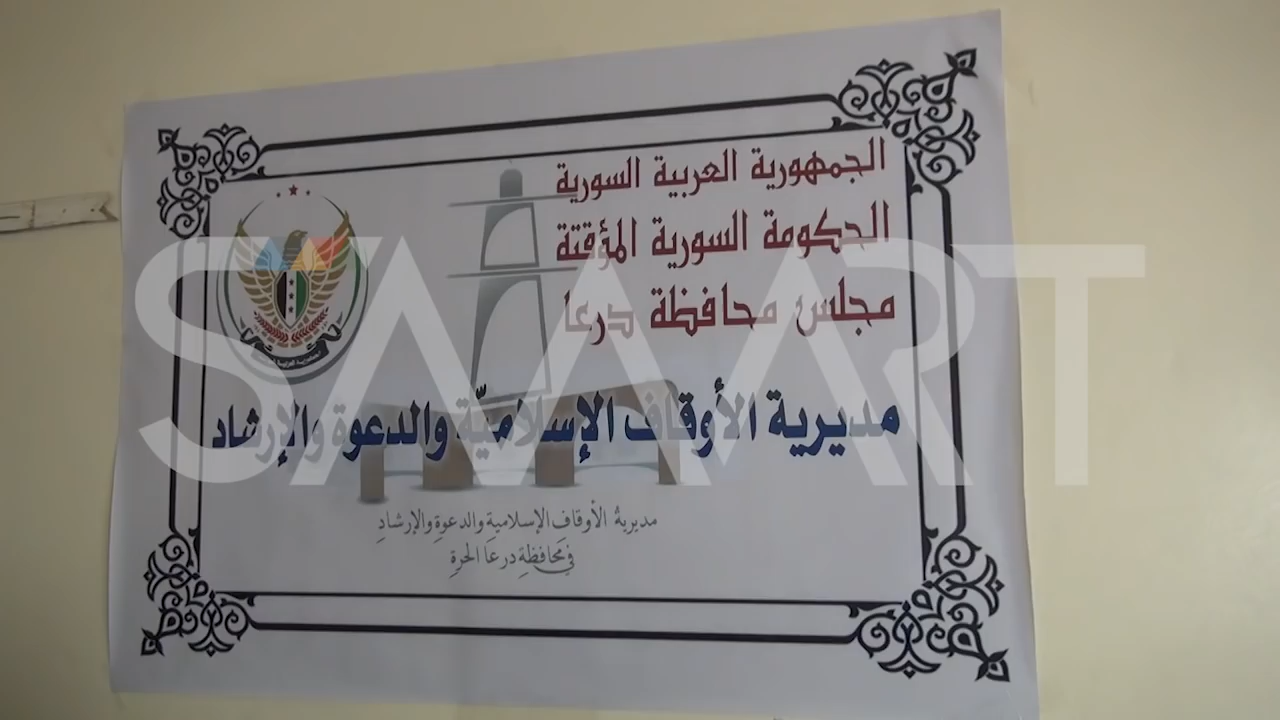 الجمهورية العربية السورية
الحكومة السورية المؤقتة
مجلس محافظة درعا
مديرية الأوقاف الإسلاميّة والدعوة والإرشاد
مديرية الأوقاف الإسلامية والدعوة والإرشاد
في محافظة درعا الحرة
SMART